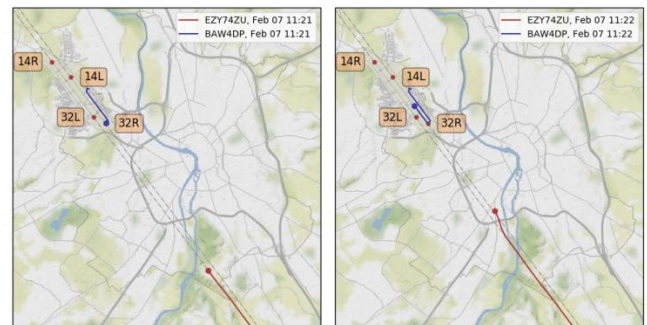 EZY74ZU, Feb 07 11:21
BAW4DP, Feb 07 11:21
14R
14L
32L
32R
EZY74ZU, Feb 07 11:22
BAW4DP, Feb 07 11:22
14R
14L
32L
32R